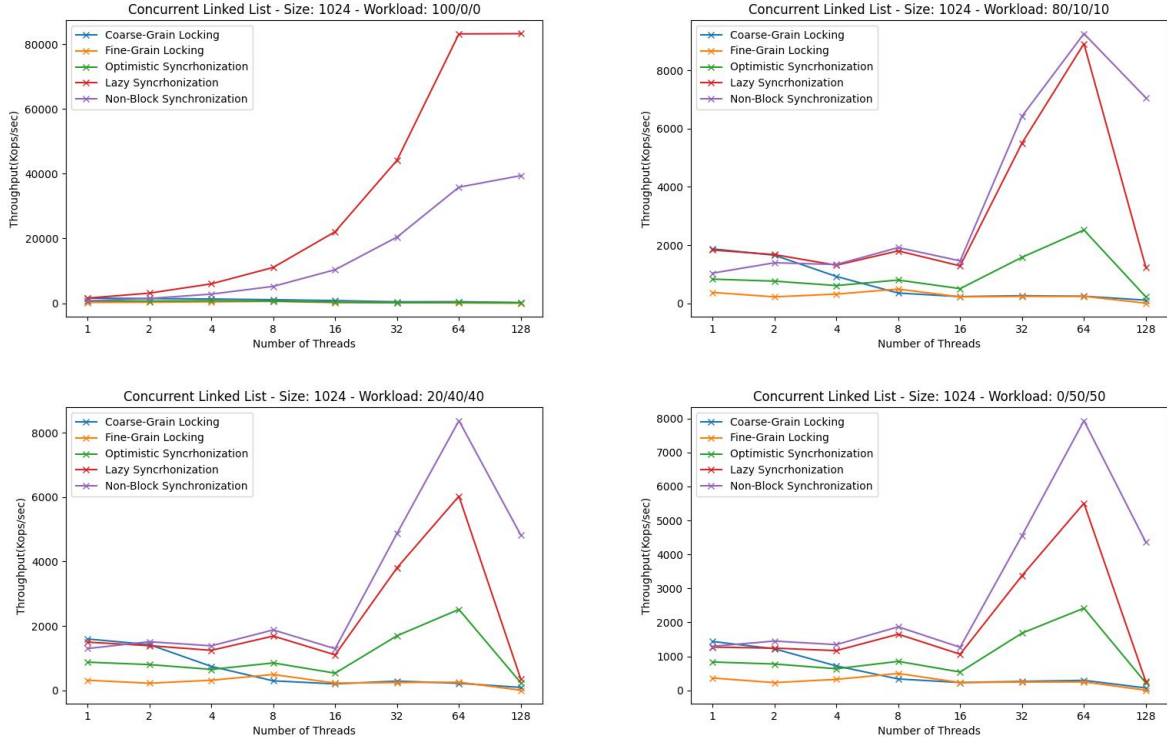 Concurrent Linked List - Size: 1024 - Workload: 100/0/0
Coarse-Grain Locking
Fine-Grain Locking
Optimistic Syncrhonization
Lazy Syncrhonization
Non-Block Synchronization
80000
60000
40000
20000
0
Throughput(Kops/sec)
1 2 4 8 16 32 64 128
Number of Threads
Concurrent Linked List - Size: 1024 - Workload: 80/10/10
Coarse-Grain Locking
Fine-Grain Locking
Optimistic Syncrhonization
Lazy Syncrhonization
Non-Block Synchronization
8000
6000
4000
2000
0
Throughput(Kops/sec)
1 2 4 8 16 32 64 128
Number of Threads
Concurrent Linked List - Size: 1024 - Workload: 20/40/40
Coarse-Grain Locking
Fine-Grain Locking
Optimistic Syncrhonization
Lazy Syncrhonization
Non-Block Synchronization
8000
6000
4000
2000
0
Throughput(Kops/sec)
1 2 4 8 16 32 64 128
Number of Threads
Concurrent Linked List - Size: 1024 - Workload: 0/50/50
Coarse-Grain Locking
Fine-Grain Locking
Optimistic Syncrhonization
Lazy Syncrhonization
Non-Block Synchronization
8000
7000
6000
5000
4000
3000
2000
1000
0
Throughput(Kops/sec)
1 2 4 8 16 32 64 128
Number of Threads